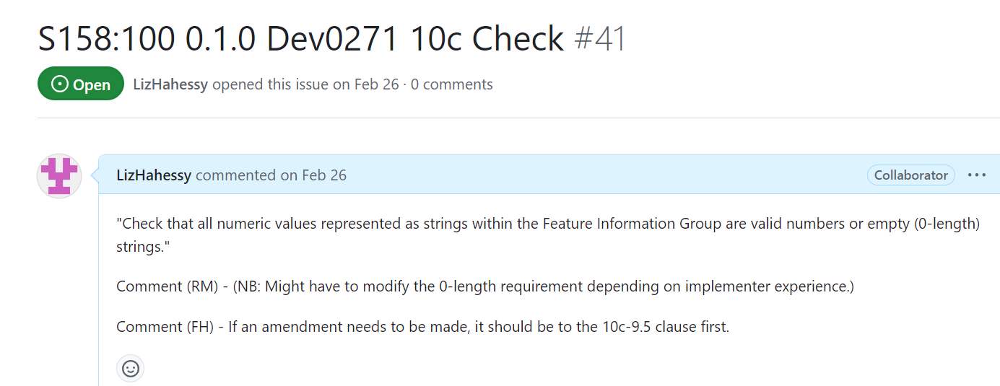 S158:100 0.1.0 Dev0271 10c Check #41
Open LizHahessy opened this issue on Feb 26 · 0 comments
LizHahessy commented on Feb 26 Collaborator
"Check that all numeric values represented as strings within the Feature Information Group are valid numbers or empty (0-length)
strings."
Comment (RM) - (NB: Might have to modify the 0-length requirement depending on implementer experience.)
Comment (FH) - If an amendment needs to be made, it should be to the 10c-9.5 clause first.